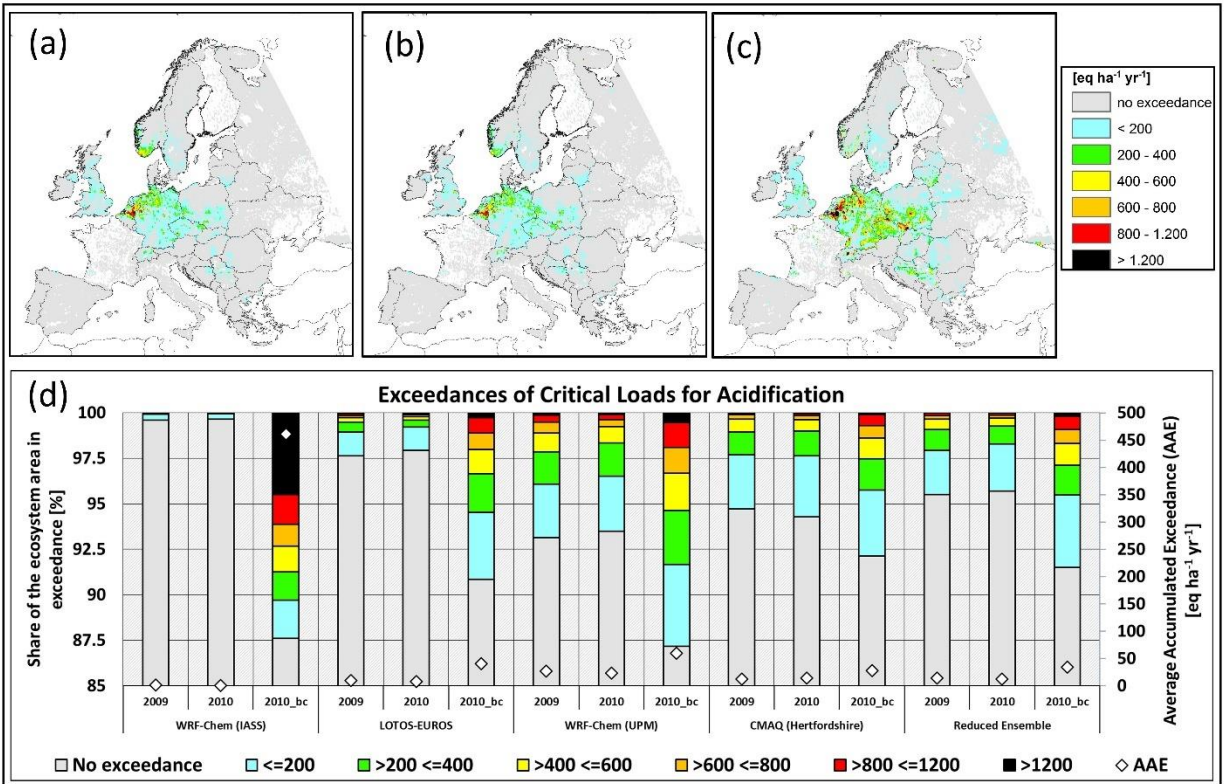 (a)
(b)
(c)
[eq ha⁻¹ yr⁻¹]
no exceedance
< 200
200 - 400
400 - 600
600 - 800
800 - 1.200
> 1.200
(d)
Exceedances of Critical Loads for Acidification
Share of the ecosystem area in
exceedance [%]
100
97.5
95
92.5
90
87.5
85
500
450
400
350
300
250
200
150
100
50
0
Average Accumulated Exceedance (AAE)
[eq ha⁻¹ yr⁻¹]
2009 2010 2010_bc 2009 2010 2010_bc 2009 2010 2010_bc 2009 2010 2010_bc 2009 2010 2010_bc
WRF-Chem (IASS) LOTOS-EUROS WRF-Chem (UPM) CMAQ (Hertfordshire) Reduced Ensemble
No exceedance <=200 >200 <=400 >400 <=600 >600 <=800 >800 <=1200 >1200 AAE